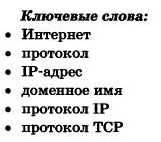 Ключевые слова:
• Интернет
• протокол
• IP-адрес
• доменное имя
• протокол IP
• протокол TCP